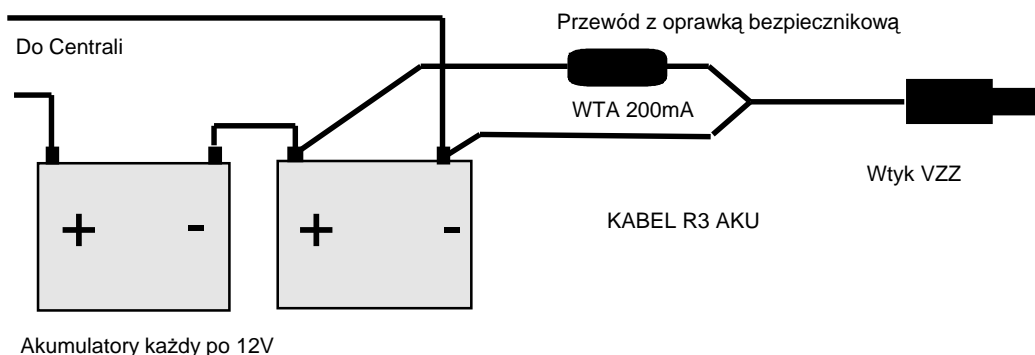 Przewód z oprawką bezpiecznikową
Do Centrali
WTA 200mA
Wtyk VZZ
KABEL R3 AKU
+ -
+ -
Akumulatory każdy po 12V